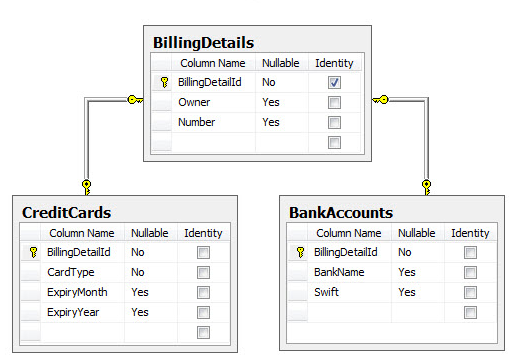 BillingDetails
Column Name Nullable Identity
BillingDetailId No
Owner Yes
Number Yes
CreditCards
Column Name Nullable Identity
BillingDetailId No
CardType No
ExpiryMonth Yes
ExpiryYear Yes
BankAccounts
Column Name Nullable Identity
BillingDetailId No
BankName Yes
Swift Yes